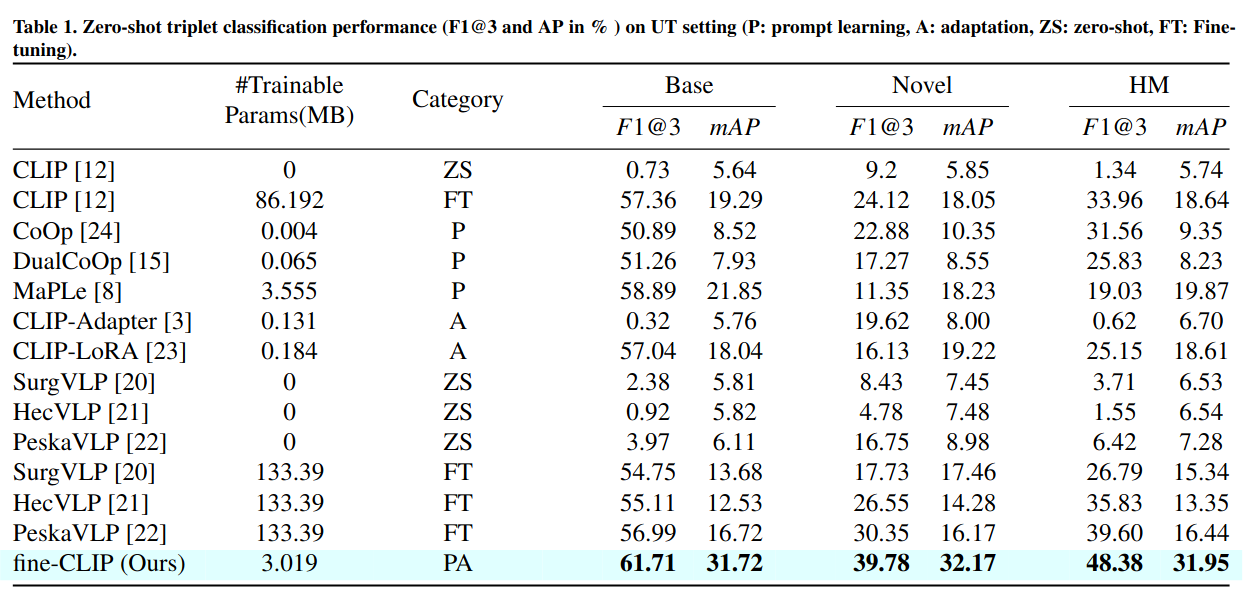 Table 1. Zero-shot triplet classification performance (F1@3 and AP in % ) on UT setting (P: prompt learning, A: adaptation, ZS: zero-shot, FT: Fine-
tuning).
Method #Trainable Params(MB) Category Base Novel HM
F1@3 mAP F1@3 mAP F1@3 mAP
CLIP [12] 0 ZS 0.73 5.64 9.2 5.85 1.34 5.74
CLIP [12] 86.192 FT 57.36 19.29 24.12 18.05 33.96 18.64
CoOp [24] 0.004 P 50.89 8.52 22.88 10.35 31.56 9.35
DualCoOp [15] 0.065 P 51.26 7.93 17.27 8.55 25.83 8.23
MaPLe [8] 3.555 P 58.89 21.85 11.35 18.23 19.03 19.87
CLIP-Adapter [3] 0.131 A 0.32 5.76 19.62 8.00 0.62 6.70
CLIP-LoRA [23] 0.184 A 57.04 18.04 16.13 19.22 25.15 18.61
SurgVLP [20] 0 ZS 2.38 5.81 8.43 7.45 3.71 6.53
HecVLP [21] 0 ZS 0.92 5.82 4.78 7.48 1.55 6.54
PeskaVLP [22] 0 ZS 3.97 6.11 16.75 8.98 6.42 7.28
SurgVLP [20] 133.39 FT 54.75 13.68 17.73 17.46 26.79 15.34
HecVLP [21] 133.39 FT 55.11 12.53 26.55 14.28 35.83 13.35
PeskaVLP [22] 133.39 FT 56.99 16.72 30.35 16.17 39.60 16.44
fine-CLIP (Ours) 3.019 PA 61.71 31.72 39.78 32.17 48.38 31.95